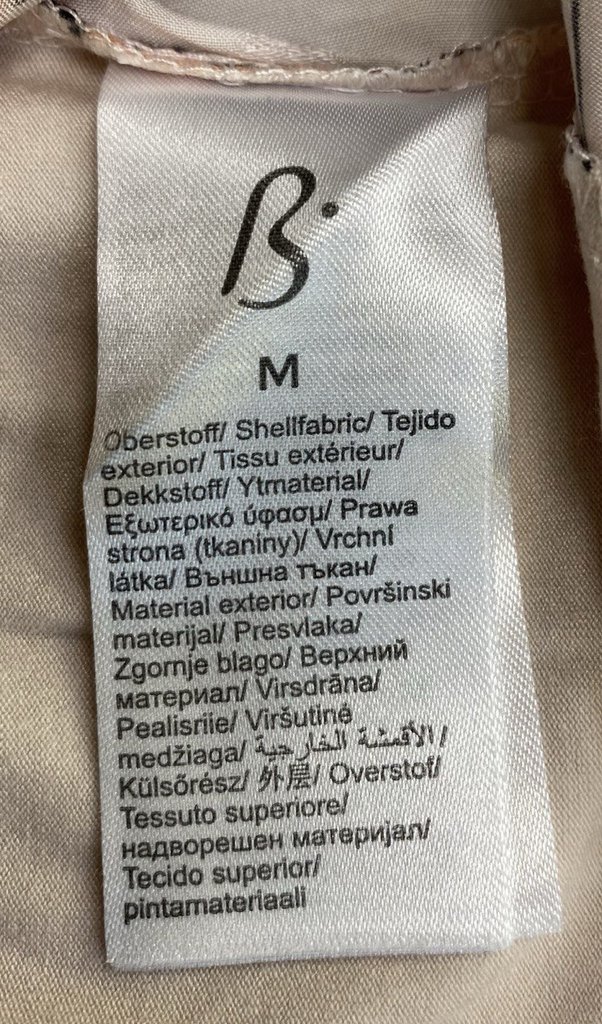 M
Oberstoff/ Shellfabric/ Tejido
exterior/ Tissu extérieur/
Dekkstoff/ Ytrmaterial/
Εξωτερικό ύφασμ/ Prawa
strona (tkaniny)/ Vrchní
látka/ Външна тъкан/
Material exterior/ Površinski
materijal/ Presvlaka/
Zgornje blago/ Верхний
материал/ Virsdrāna/
Pealisriie/ Viršutinė
medžiaga/ الأقمشة الخارجية/
Külsőrész/ 外层/ Overstof/
Tessuto superiore/
надворешен материјал/
Tecido superior/
pintamateriaali